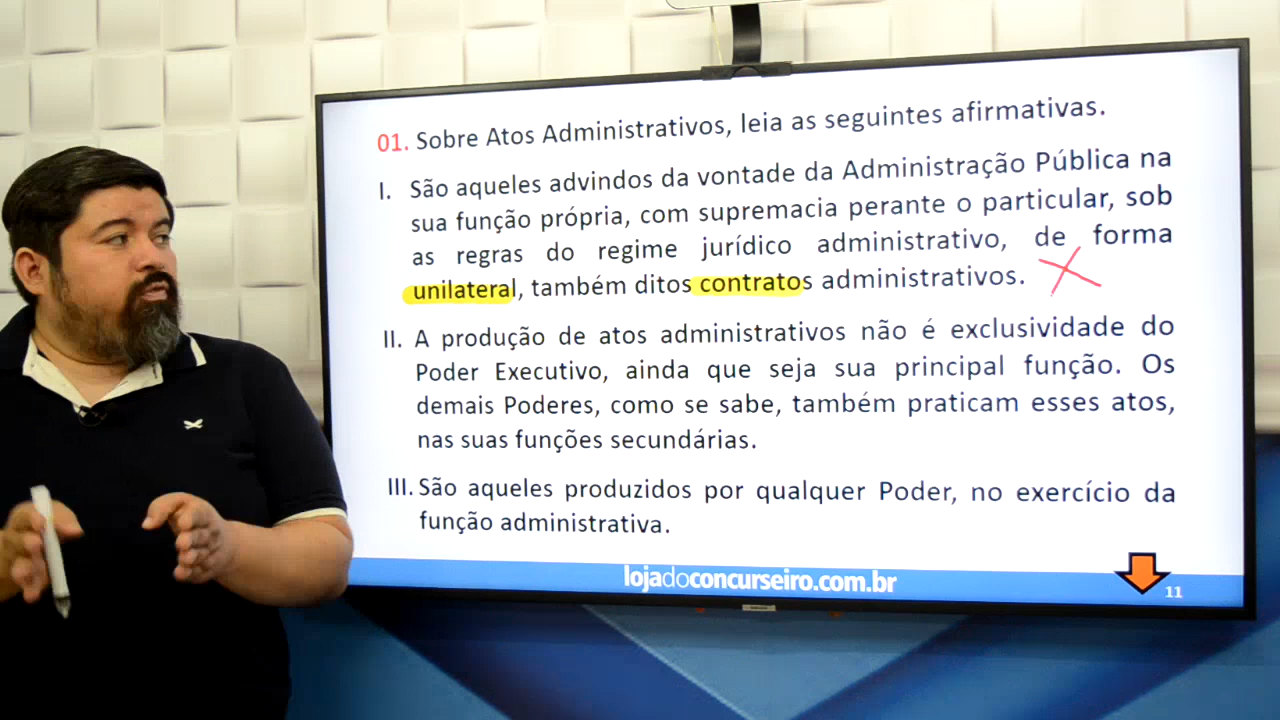 01. Sobre Atos Administrativos, leia as seguintes afirmativas.
I. São aqueles advindos da vontade da Administração Pública na
sua função própria, com supremacia perante o particular, sob
as regras do regime jurídico administrativo, de forma
unilateral, também ditos contratos administrativos.
II. A produção de atos administrativos não é exclusividade do
Poder Executivo, ainda que seja sua principal função. Os
demais Poderes, como se sabe, também praticam esses atos,
nas suas funções secundárias.
III. São aqueles produzidos por qualquer Poder, no exercício da
função administrativa.
lojadoconcurseiro.com.br
11